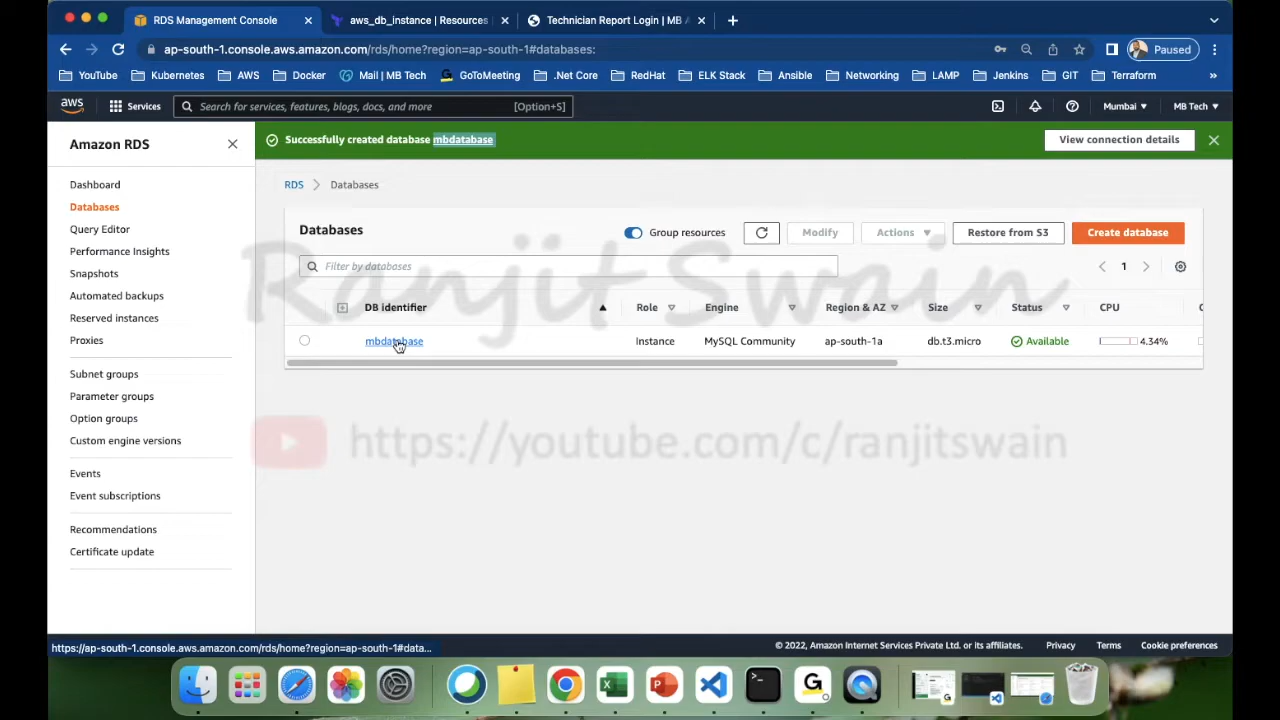 RDS Management Console
aws_db_instance | Resources
Technician Report Login | MB A
ap-south-1.console.aws.amazon.com/rds/home?region=ap-south-1#databases:
Paused
YouTube
Kubernetes
AWS
Docker
Mail | MB Tech
GoToMeeting
.Net Core
RedHat
ELK Stack
Ansible
Networking
LAMP
Jenkins
GIT
Terraform
»
aws
Services
Search for services, features, blogs, docs, and more
[Option+S]
Mumbai
MB Tech
Amazon RDS
Successfully created database mbdatabase
View connection details
Dashboard
Databases
Query Editor
Performance Insights
Snapshots
Automated backups
Reserved instances
Proxies
Subnet groups
Parameter groups
Option groups
Custom engine versions
Events
Event subscriptions
Recommendations
Certificate update
RDS > Databases
Databases
Group resources
Modify
Actions
Restore from S3
Create database
Filter by databases
1
DB identifier
Role
Engine
Region & AZ
Size
Status
CPU
mbdatabase
Instance
MySQL Community
ap-south-1a
db.t3.micro
Available
4.34%
Ranjit Swain
https://youtube.com/c/ranjitswain
https://ap-south-1.console.aws.amazon.com/rds/home?region=ap-south-1#data...
© 2022, Amazon Internet Services Private Ltd. or its affiliates.
Privacy
Terms
Cookie preferences